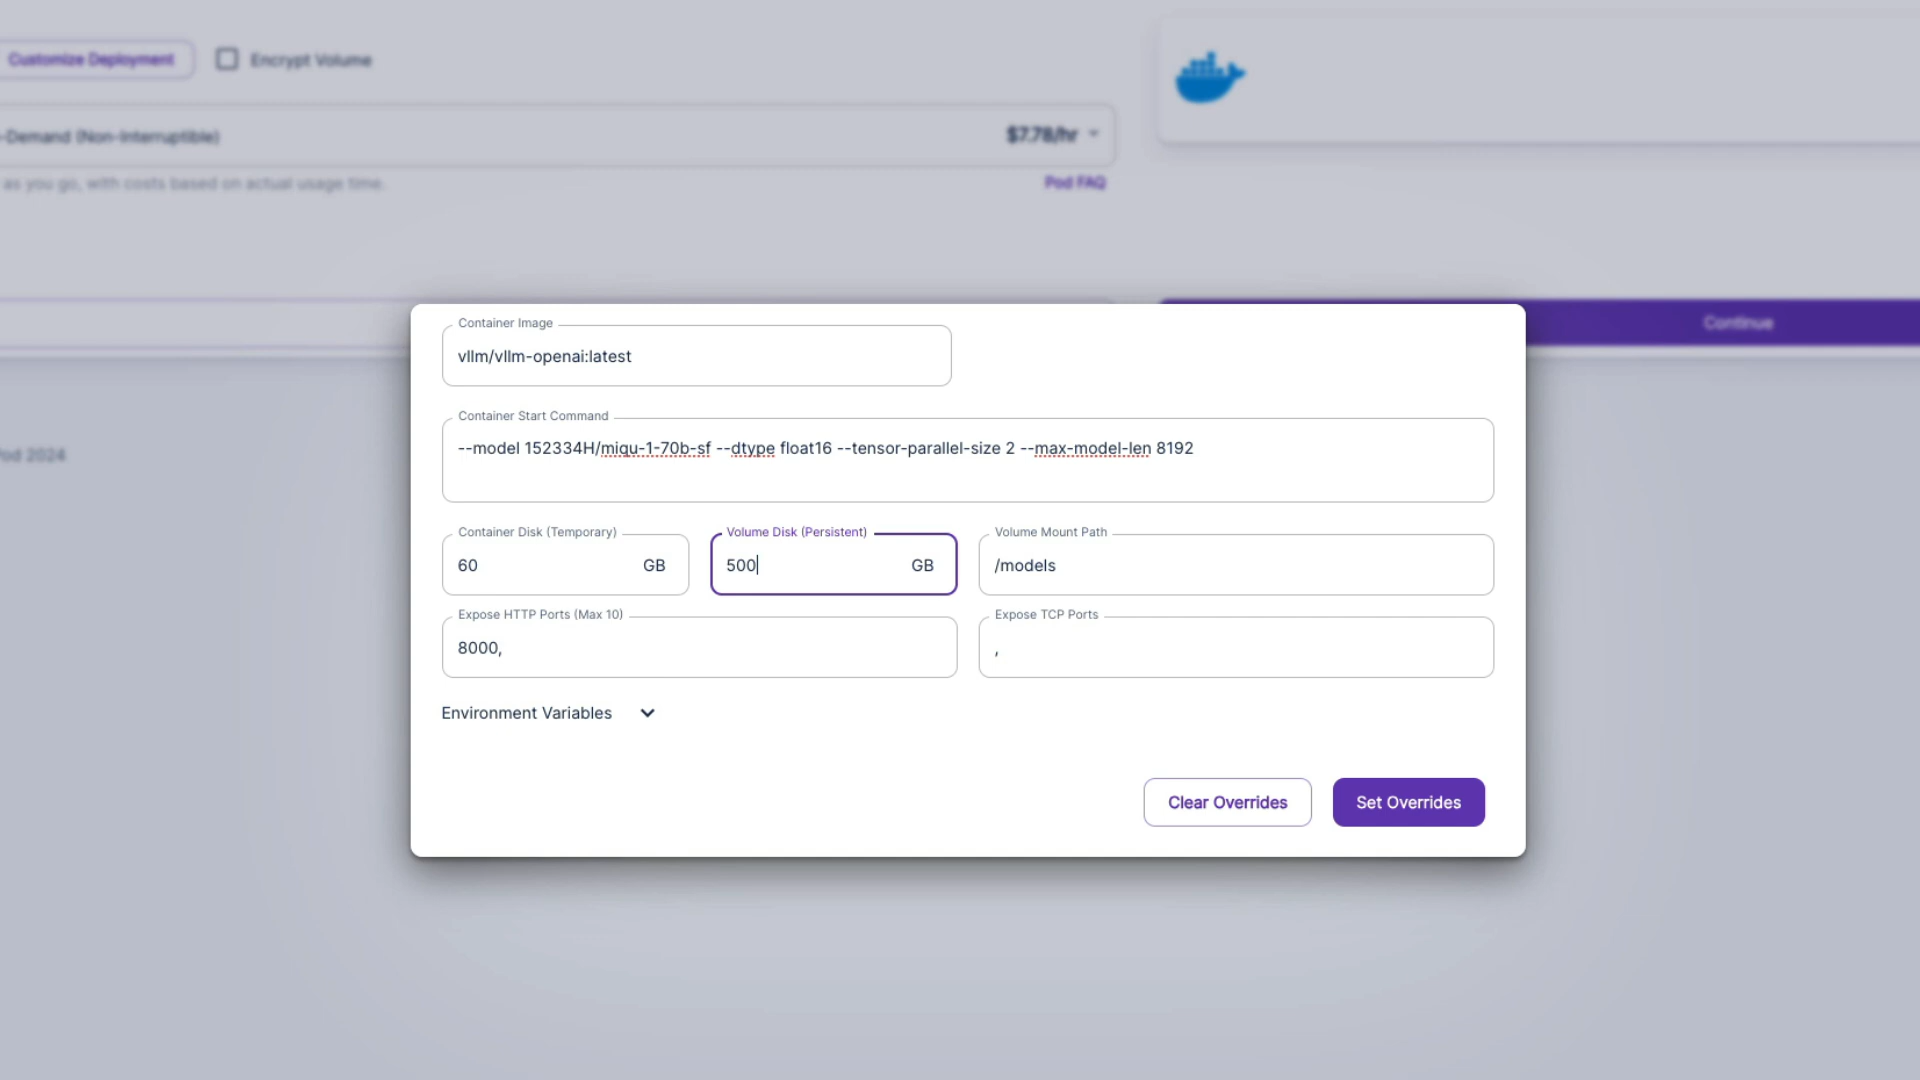 Customize Deployment
Encrypt Volume
-Demand (Non-Interruptible)
$7.78/hr
as you go, with costs based on actual usage time.
Pod FAQ
Continue
Container Image
vllm/vllm-openai:latest
Container Start Command
--model 152334H/miqu-1-70b-sf --dtype float16 --tensor-parallel-size 2 --max-model-len 8192
Container Disk (Temporary)
60 GB
Volume Disk (Persistent)
500 GB
Volume Mount Path
/models
Expose HTTP Ports (Max 10)
8000,
Expose TCP Ports
,
2024
Environment Variables
Clear Overrides
Set Overrides